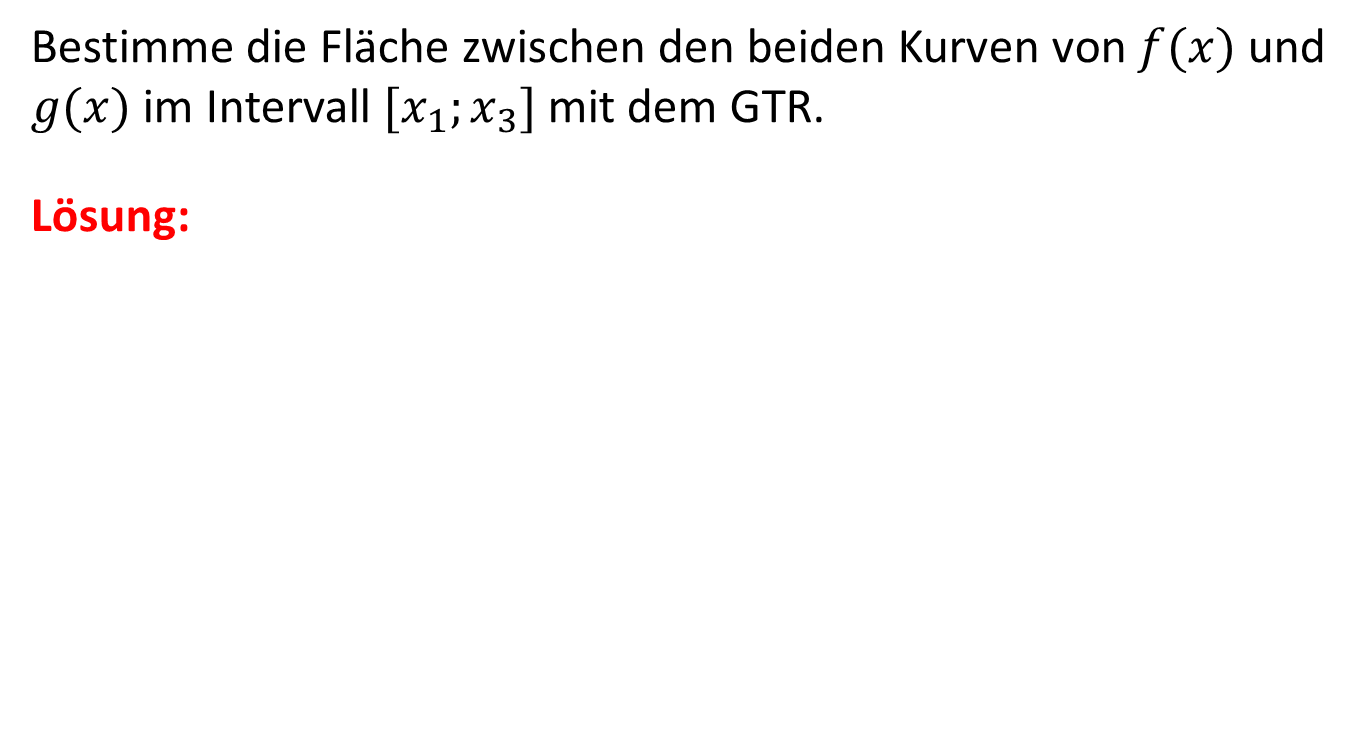 Bestimme die Fläche zwischen den beiden Kurven von f(x) und
g(x) im Intervall [x₁; x₃] mit dem GTR.
Lösung: